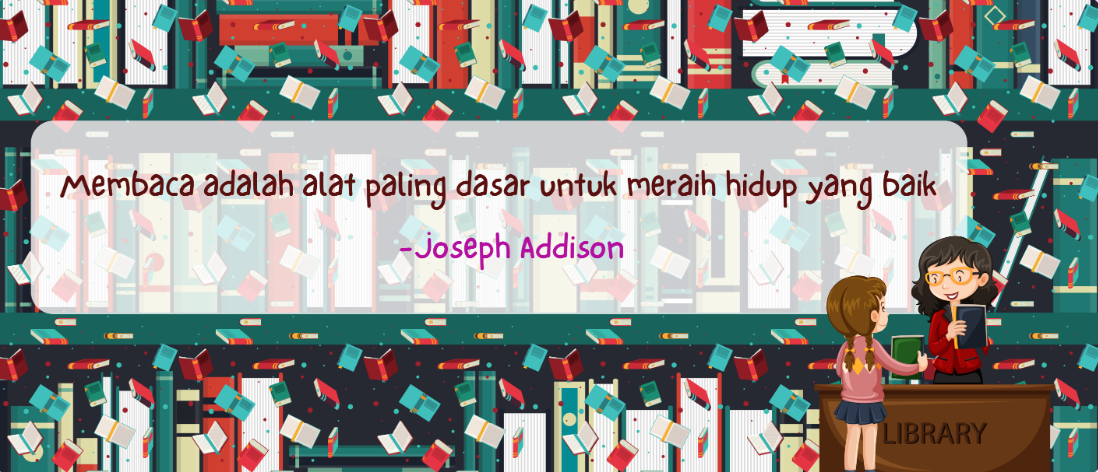 Membaca adalah alat paling dasar untuk meraih hidup yang baik
-Joseph Addison
LIBRARY